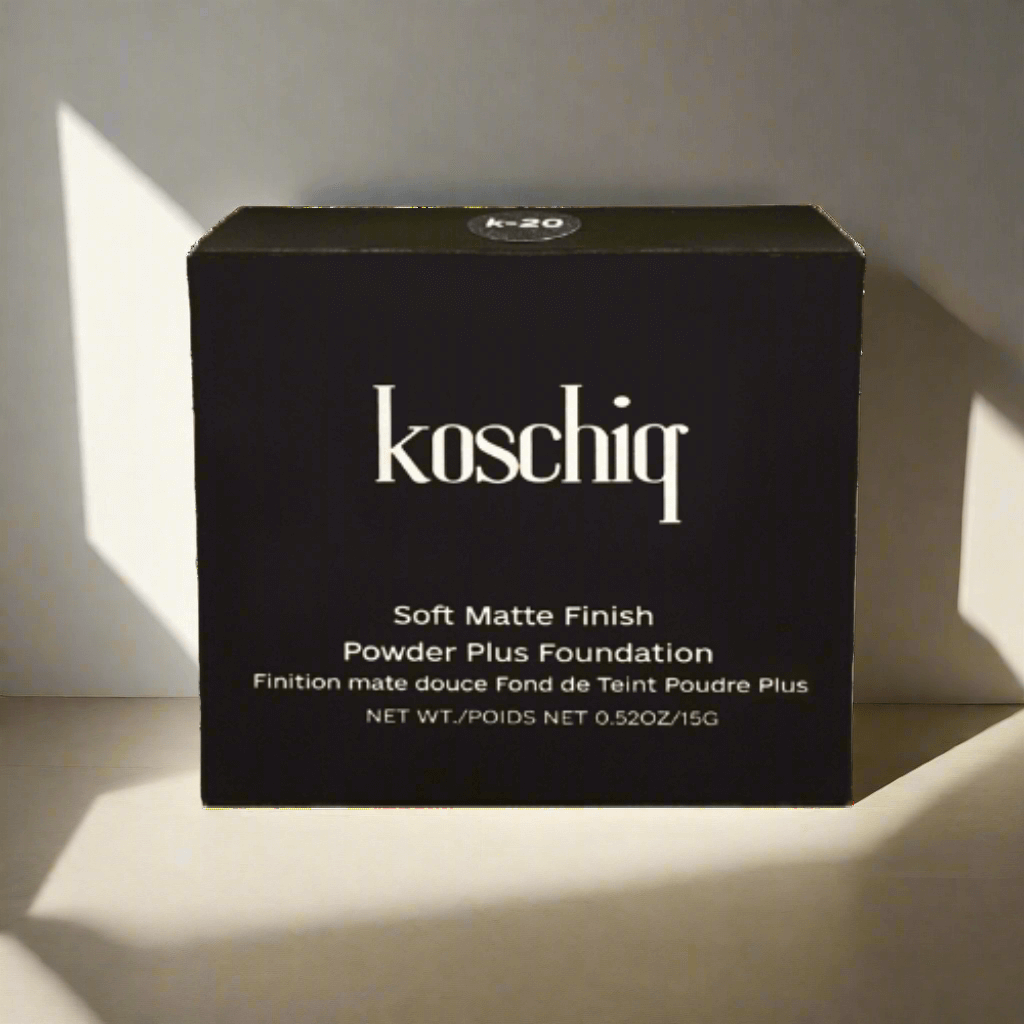 k-20
koschiq
Soft Matte Finish
Powder Plus Foundation
Finition mate douce Fond de Teint Poudre Plus
NET WT./POIDS NET 0.52OZ/15G